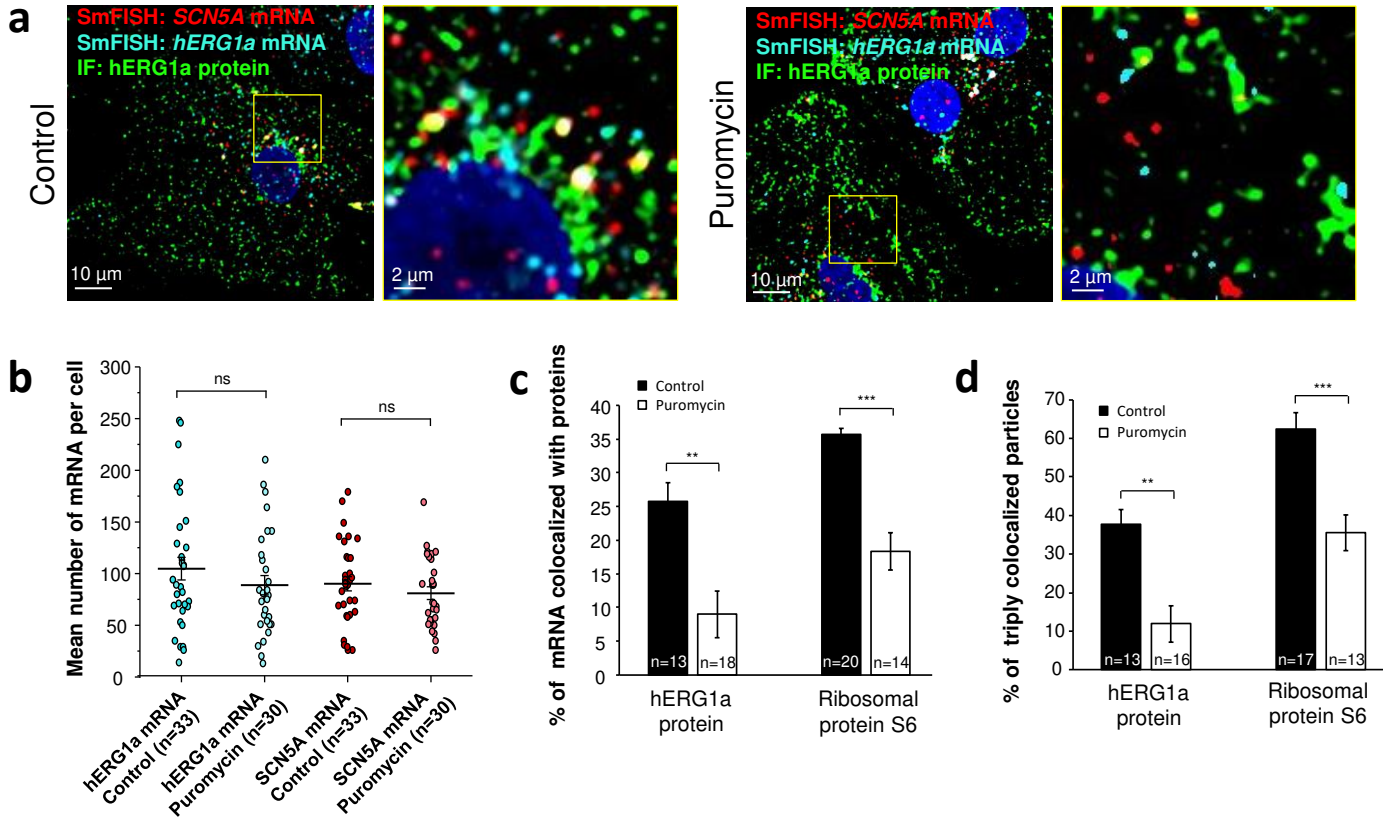 a
Control
SmFISH: SCN5A mRNA
SmFISH: hERG1a mRNA
IF: hERG1a protein
10 µm
2 µm
Puromycin
SmFISH: SCN5A mRNA
SmFISH: hERG1a mRNA
IF: hERG1a protein
10 µm
2 µm
b
Mean number of mRNA per cell
300
250
200
150
100
50
0
ns
ns
hERG1a mRNA
Control (n=33)
hERG1a mRNA
Puromycin (n=30)
SCN5A mRNA
Control (n=33)
SCN5A mRNA
Puromycin (n=30)
c
% of mRNA colocalized with proteins
Control
Puromycin
40
35
30
25
20
15
10
5
0
**
***
n=13
n=18
n=20
n=14
hERG1a
protein
Ribosomal
protein S6
d
% of triply colocalized particles
Control
Puromycin
70
60
50
40
30
20
10
0
**
***
n=13
n=16
n=17
n=13
hERG1a
protein
Ribosomal
protein S6